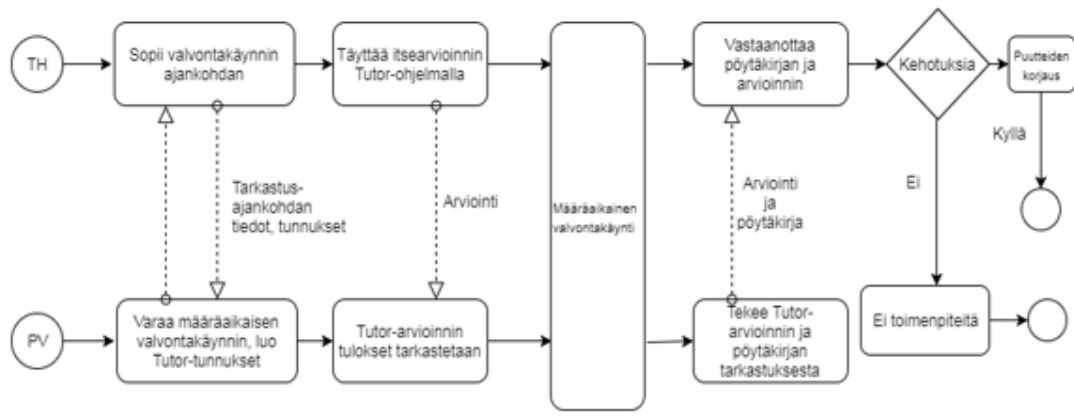 TH
Sopii valvontakäynnin
ajankohdan
Täyttää itsearvioinnin
Tutor-ohjelmalla
Vastaanottaa
pöytäkirjan ja
arvioinnin
Kehotuksia
Puutteiden
korjaus
Kyllä
Ei
Tarkastus-
ajankohdan
tiedot, tunnukset
Arviointi
Määräaikainen
valvontakäynti
Arviointi
ja
pöytäkirja
PV
Varaa määräaikaisen
valvontakäynnin, luo
Tutor-tunnukset
Tutor-arvioinnin
tulokset tarkastetaan
Tekee Tutor-
arvioinnin ja
pöytäkirjan
tarkastuksesta
Ei toimenpiteitä